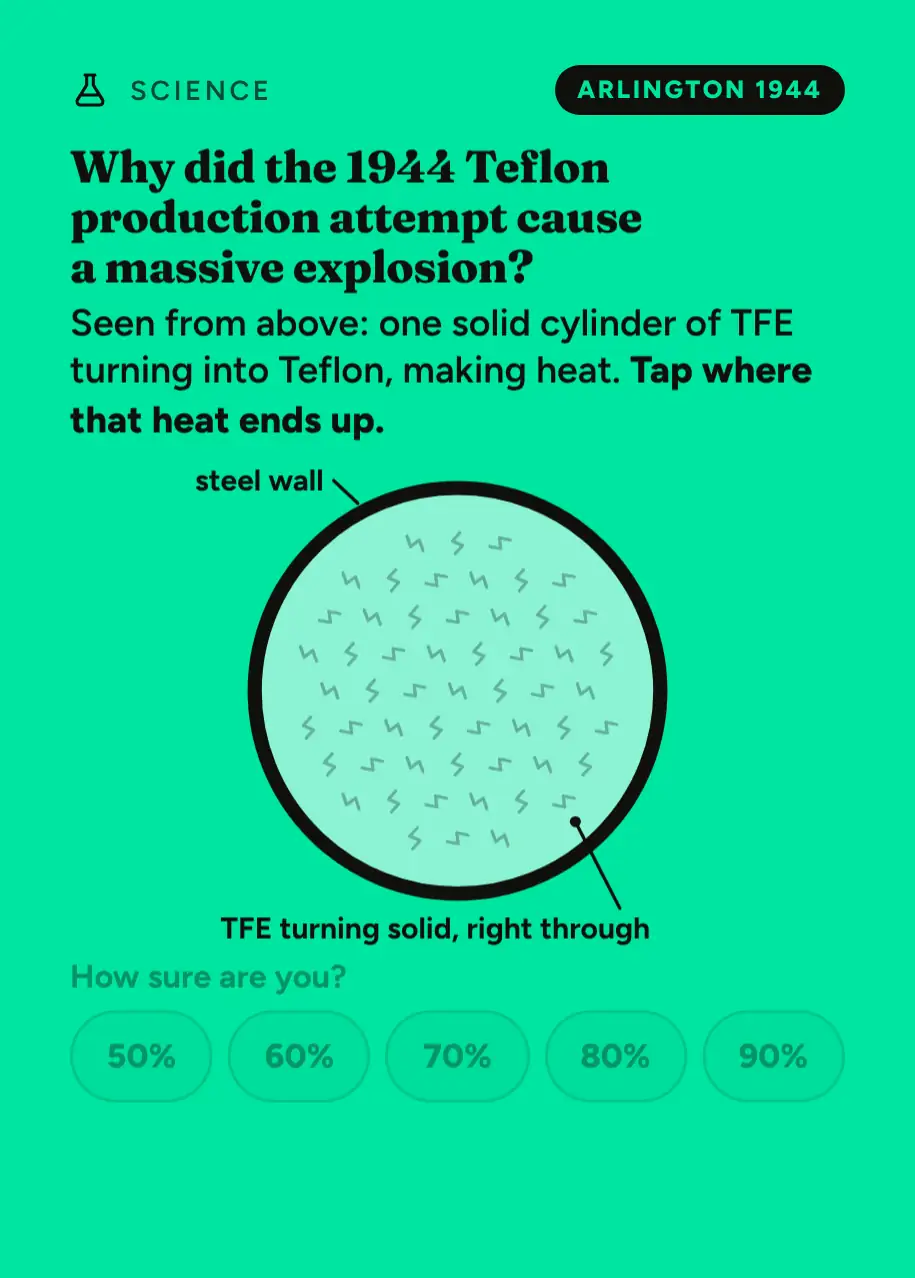 SCIENCE
ARLINGTON 1944
Why did the 1944 Teflon
production attempt cause
a massive explosion?
Seen from above: one solid cylinder of TFE
turning into Teflon, making heat. Tap where
that heat ends up.
steel wall
TFE turning solid, right through
How sure are you?
50%
60%
70%
80%
90%